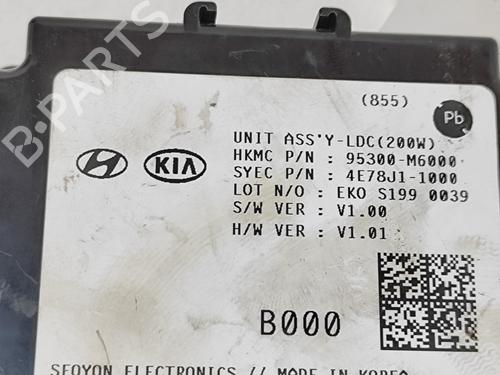 (855)
Pb
UNIT ASS'Y-LDC(200W)
HKMC P/N : 95300-M6000
SYEC P/N : 4E78J1-1000
LOT N/O : EKO S199 0039
S/W VER : V1.00
H/W VER : V1.01
KIA
B000
SEOYON ELECTRONICS // MADE IN KOREA
B-PARTS